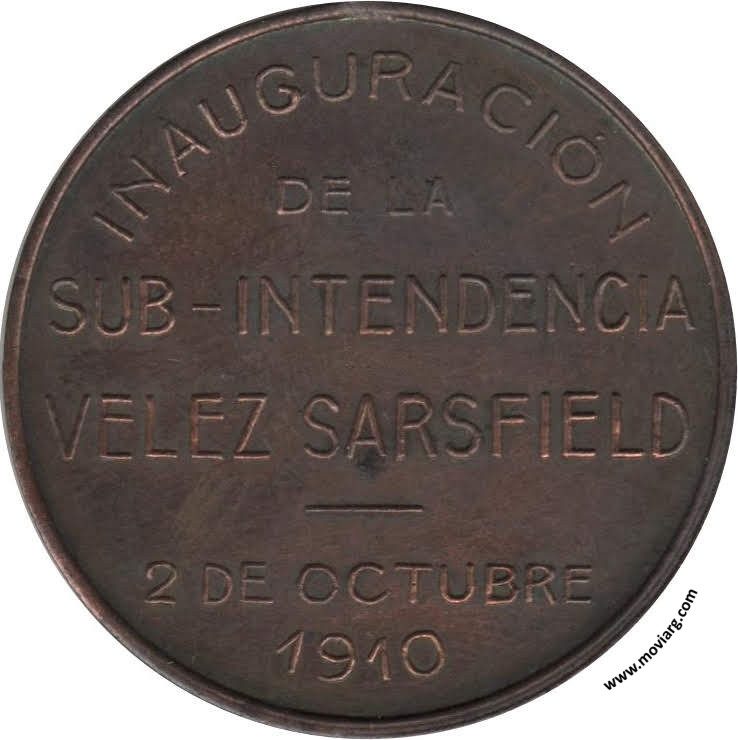 INAUGURACIÓN
DE LA
SUB-INTENDENCIA
VELEZ SARSFIELD
2 DE OCTUBRE
1910
www.moviarg.com